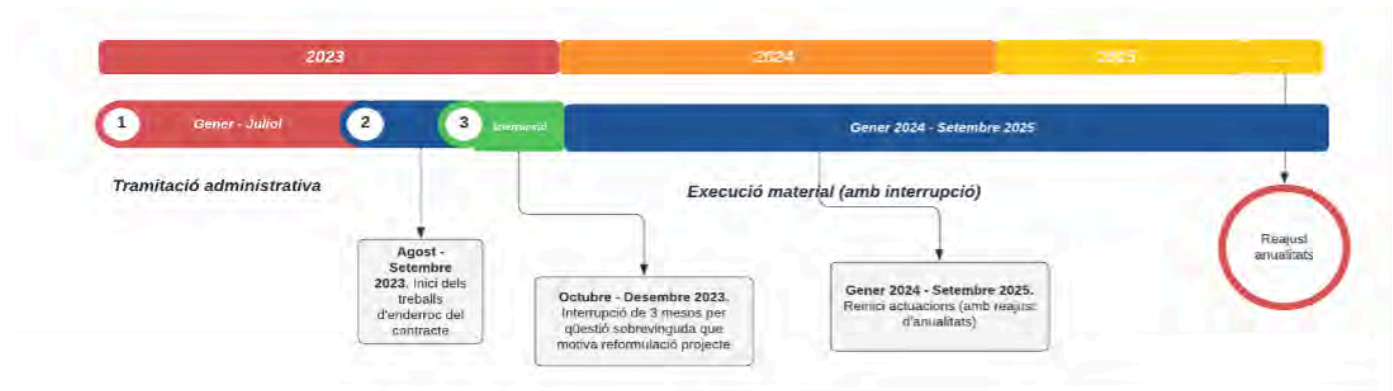 2023
2024
2025
1
Gener - Juliol
2
3
Interrupció
Gener 2024 - Setembre 2025
Tramitació administrativa
Execució material (amb interrupció)
Agost -
Setembre
2023. Inici dels
treballs
d'enderroc del
contracte
Octubre - Desembre 2023.
Interrupció de 3 mesos per
qüestió sobrevinguda que
motiva reformulació projecte
Gener 2024 - Setembre 2025.
Reinici actuacions (amb reajust
d'anualitats)
Reajust
anualitats